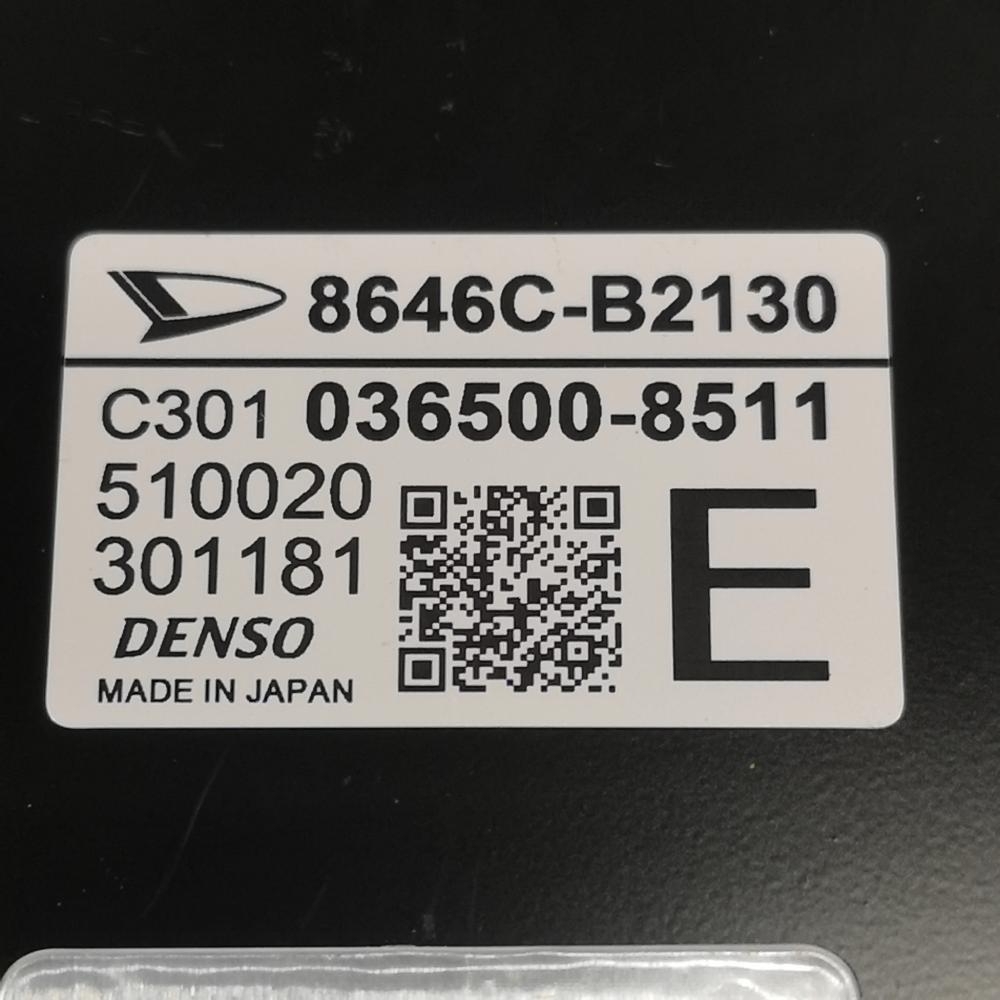 8646C-B2130
C301 036500-8511
510020
301181
E
DENSO
MADE IN JAPAN